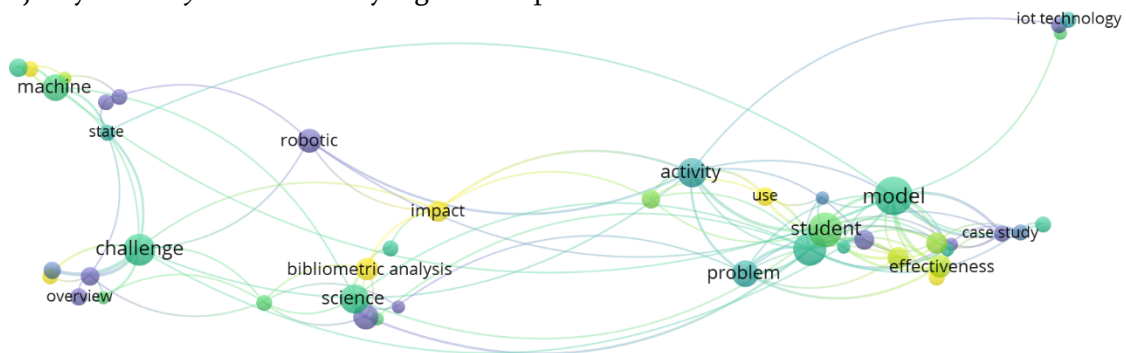 iot technology
machine
state
robotic
activity
use
model
impact
student
case study
challenge
bibliometric analysis
problem
effectiveness
overview
science